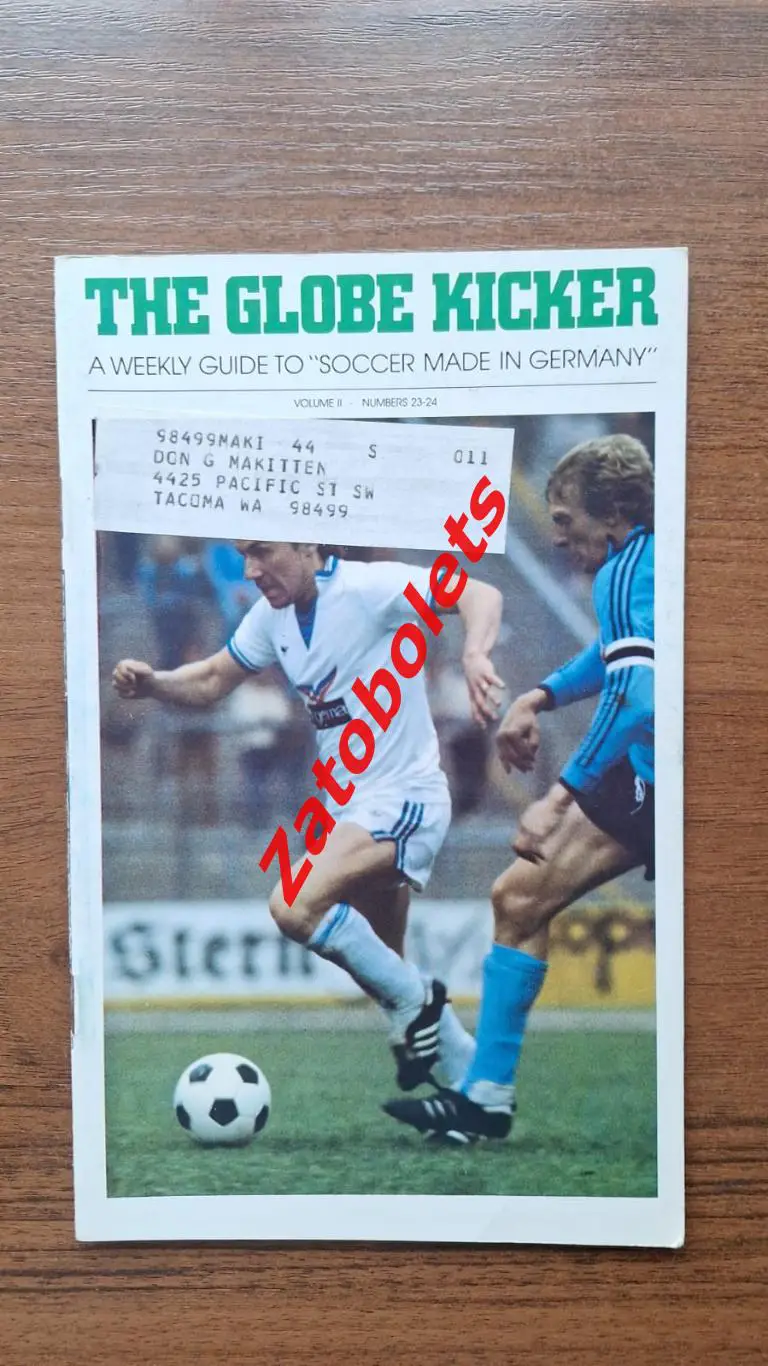 THE GLOBE KICKER
A WEEKLY GUIDE TO "SOCCER MADE IN GERMANY"
VOLUME II - NUMBERS 23-24
98499MAKI 44 S 011
DON G MAKITTEN
4425 PACIFIC ST SW
TACOMA WA 98499
Zatobolets
Stern